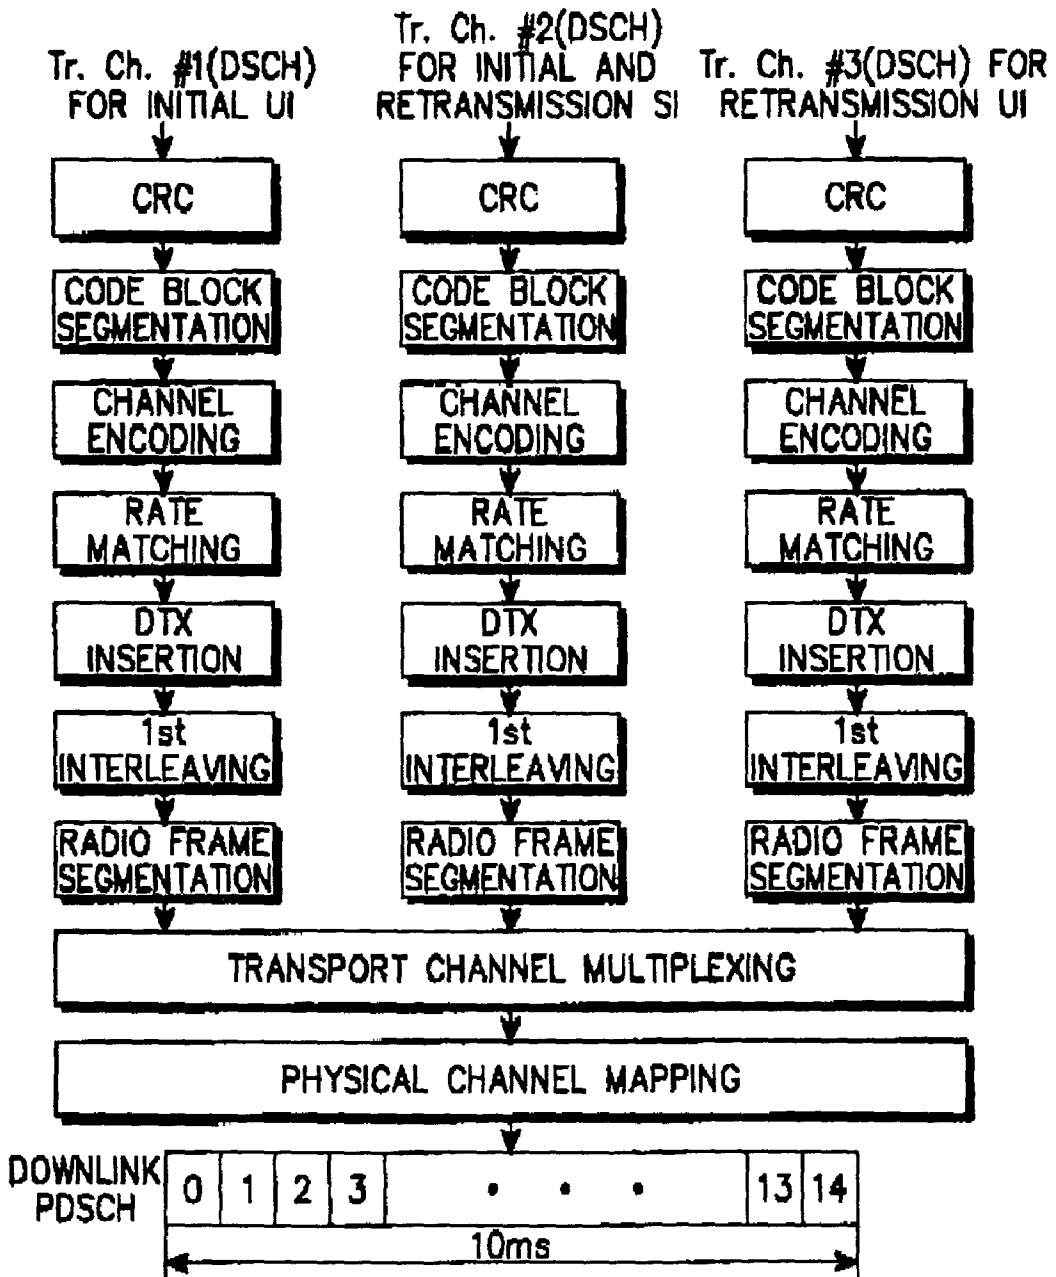 Tr. Ch. #1(DSCH)
FOR INITIAL UI
Tr. Ch. #2(DSCH)
FOR INITIAL AND
RETRANSMISSION SI
Tr. Ch. #3(DSCH) FOR
RETRANSMISSION UI
CRC
CRC
CRC
CODE BLOCK
SEGMENTATION
CODE BLOCK
SEGMENTATION
CODE BLOCK
SEGMENTATION
CHANNEL
ENCODING
CHANNEL
ENCODING
CHANNEL
ENCODING
RATE
MATCHING
RATE
MATCHING
RATE
MATCHING
DTX
INSERTION
DTX
INSERTION
DTX
INSERTION
1st
INTERLEAVING
1st
INTERLEAVING
1st
INTERLEAVING
RADIO FRAME
SEGMENTATION
RADIO FRAME
SEGMENTATION
RADIO FRAME
SEGMENTATION
TRANSPORT CHANNEL MULTIPLEXING
PHYSICAL CHANNEL MAPPING
DOWNLINK
PDSCH
0 1 2 3 • • • 13 14
10ms